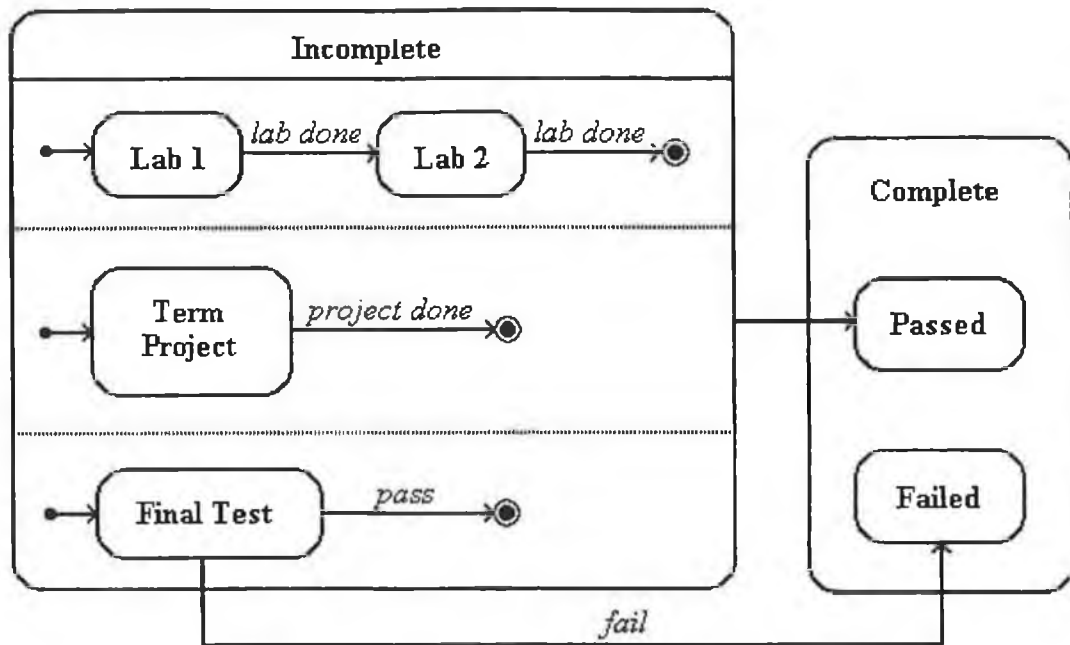 Incomplete
lab done
lab done
Lab 1
Lab 2
Complete
Term
Project
project done
Passed
pass
Final Test
Failed
fail